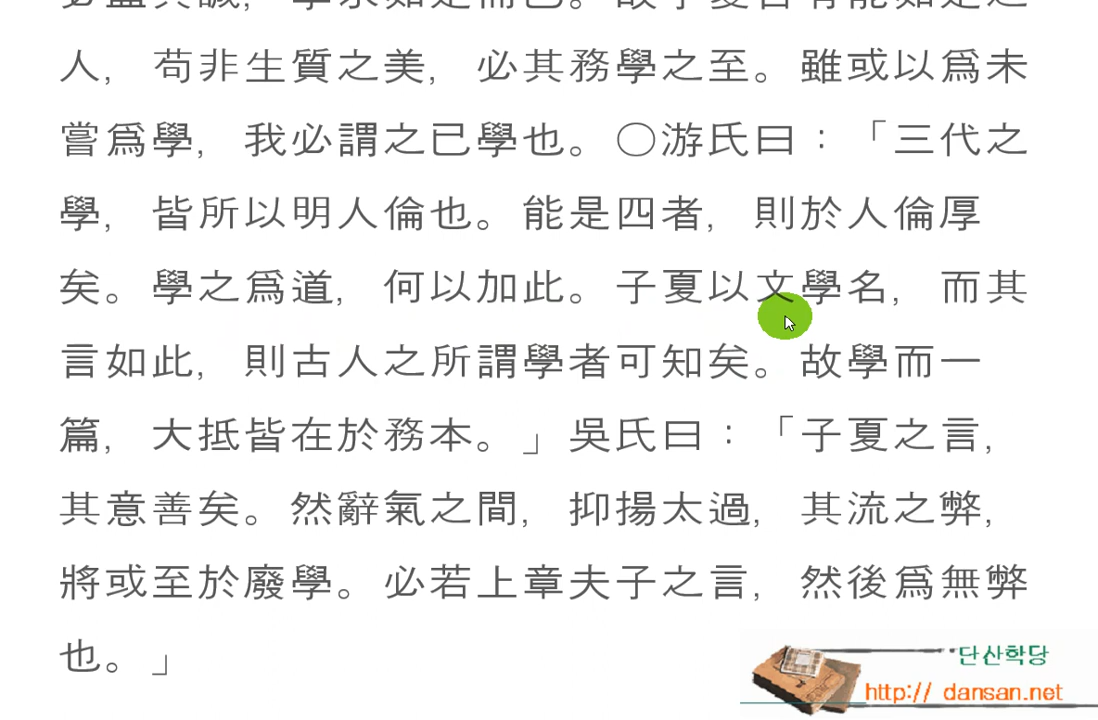 人, 苟非生質之美, 必其務學之至。雖或以爲未
嘗爲學, 我必謂之已學也。○游氏曰：「三代之
學, 皆所以明人倫也。能是四者, 則於人倫厚
矣。學之爲道, 何以加此。子夏以文學名, 而其
言如此, 則古人之所謂學者可知矣。故學而一
篇, 大抵皆在於務本。」吳氏曰：「子夏之言,
其意善矣。然辭氣之間, 抑揚太過, 其流之弊,
將或至於廢學。必若上章夫子之言, 然後爲無弊
也。」
단산학당
http:// dansan.net